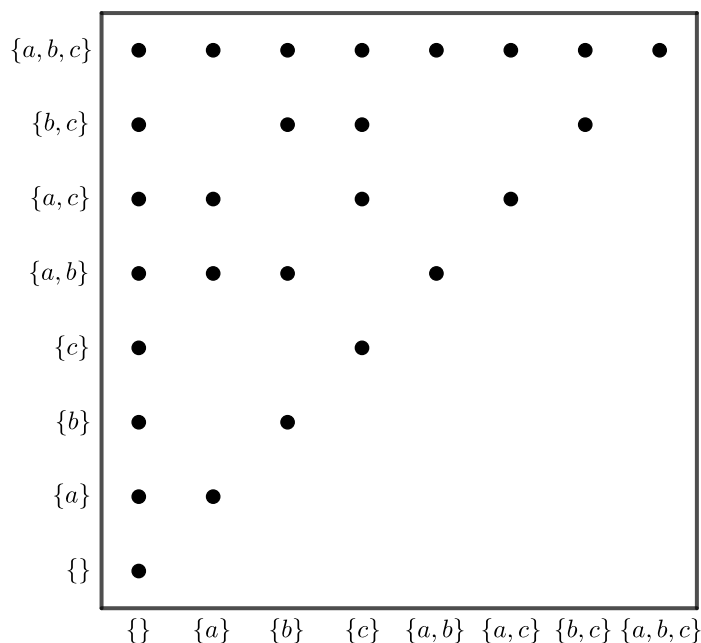 {a, b, c}
{b, c}
{a, c}
{a, b}
{c}
{b}
{a}
{}
{} {a} {b} {c} {a, b} {a, c} {b, c} {a, b, c}